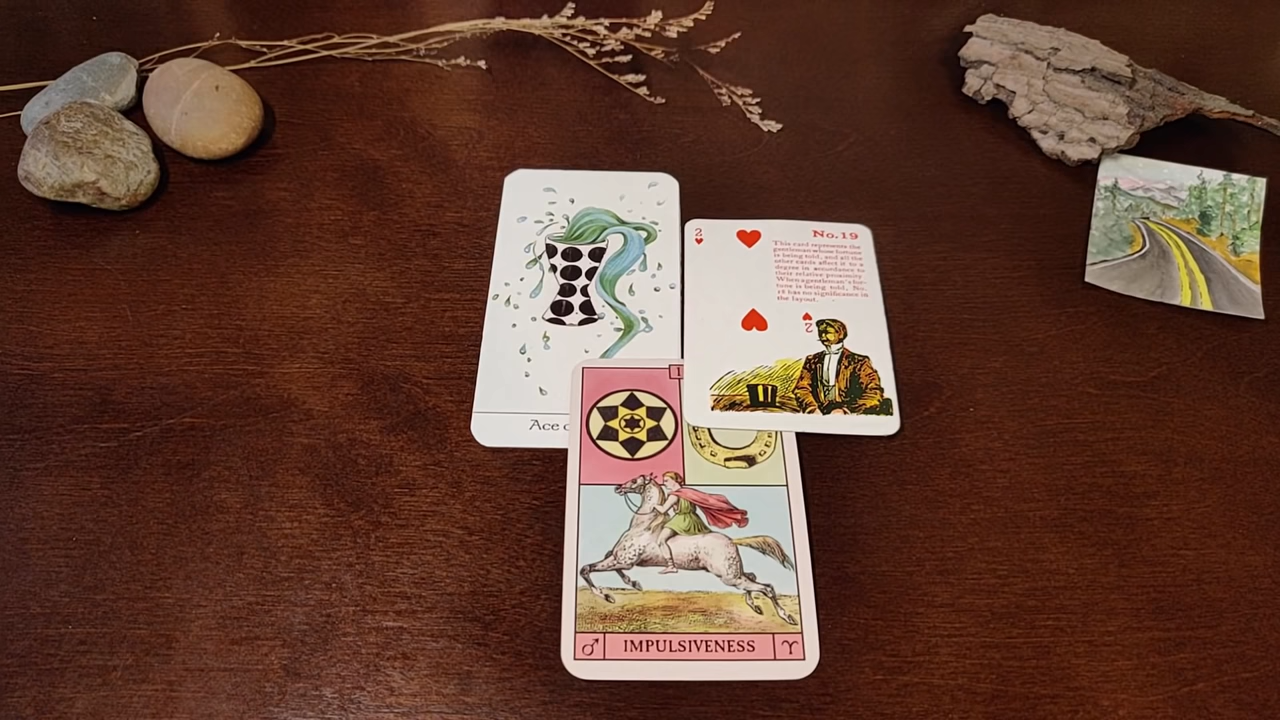 2
No.19
This card represents the
gentleman whose fortune
is being told, and all the
other cards affect it to a
degree in accordance to
their relative proximity.
When a gentleman's for-
tune is being told, No.
18 has no significance in
the layout.
2
Ace
1
IMPULSIVENESS